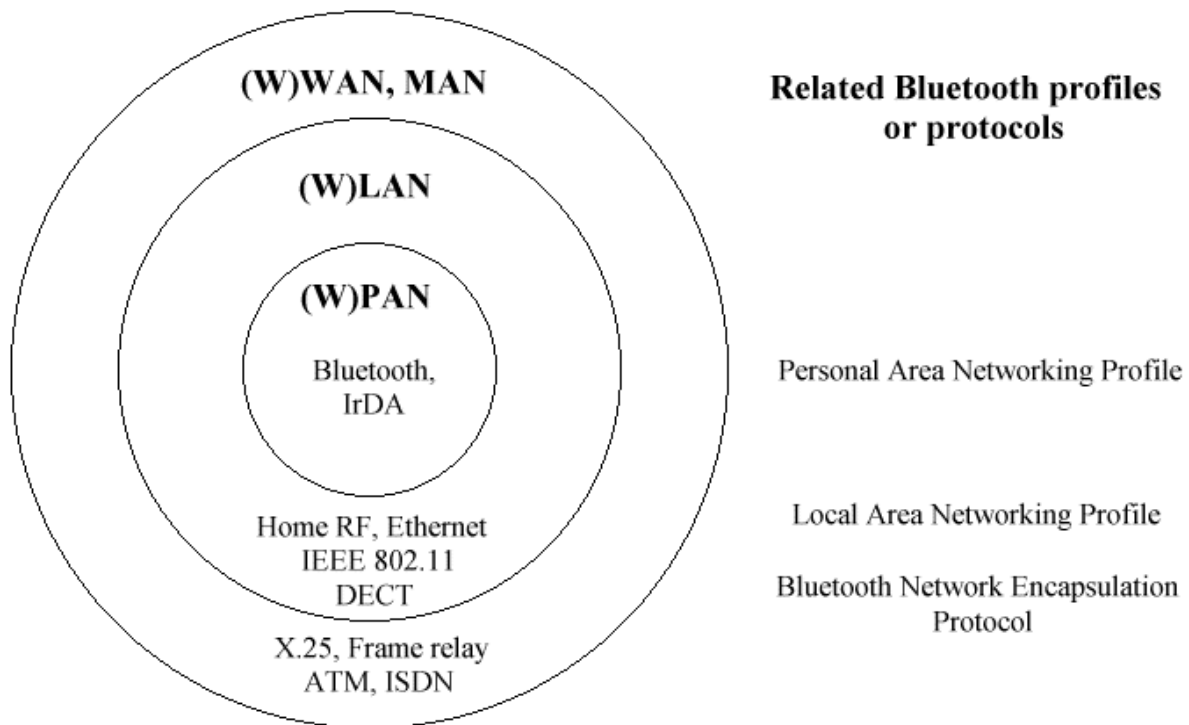 (W)WAN, MAN
(W)LAN
(W)PAN
Bluetooth,
IrDA
Home RF, Ethernet
IEEE 802.11
DECT
X.25, Frame relay
ATM, ISDN
Related Bluetooth profiles
or protocols
Personal Area Networking Profile
Local Area Networking Profile
Bluetooth Network Encapsulation
Protocol